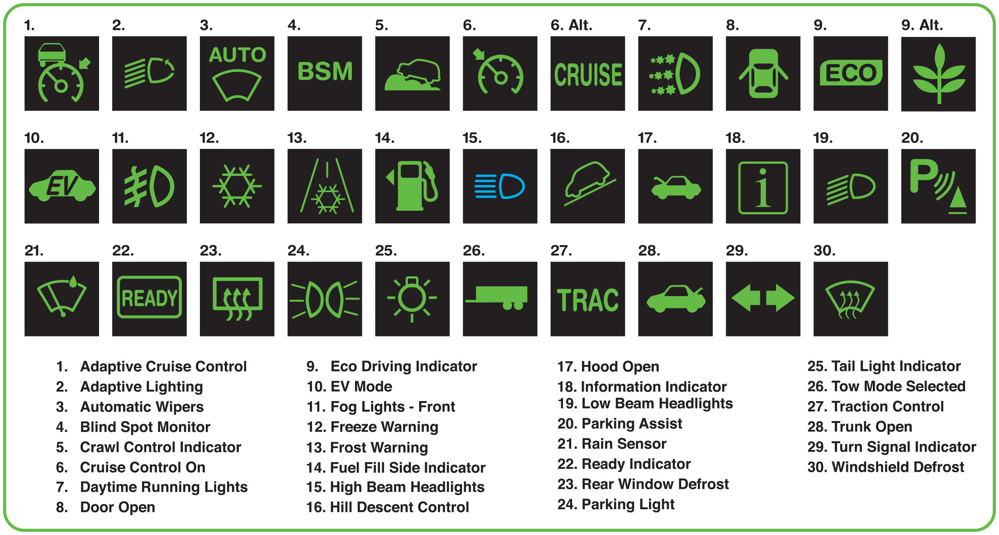 1. 2. 3. 4. 5. 6. 6. Alt. 7. 8. 9. 9. Alt.
AUTO BSM CRUISE ECO
10. 11. 12. 13. 14. 15. 16. 17. 18. 19. 20.
EV i P
21. 22. 23. 24. 25. 26. 27. 28. 29. 30.
READY TRAC
1. Adaptive Cruise Control
2. Adaptive Lighting
3. Automatic Wipers
4. Blind Spot Monitor
5. Crawl Control Indicator
6. Cruise Control On
7. Daytime Running Lights
8. Door Open
9. Eco Driving Indicator
10. EV Mode
11. Fog Lights - Front
12. Freeze Warning
13. Frost Warning
14. Fuel Fill Side Indicator
15. High Beam Headlights
16. Hill Descent Control
17. Hood Open
18. Information Indicator
19. Low Beam Headlights
20. Parking Assist
21. Rain Sensor
22. Ready Indicator
23. Rear Window Defrost
24. Parking Light
25. Tail Light Indicator
26. Tow Mode Selected
27. Traction Control
28. Trunk Open
29. Turn Signal Indicator
30. Windshield Defrost